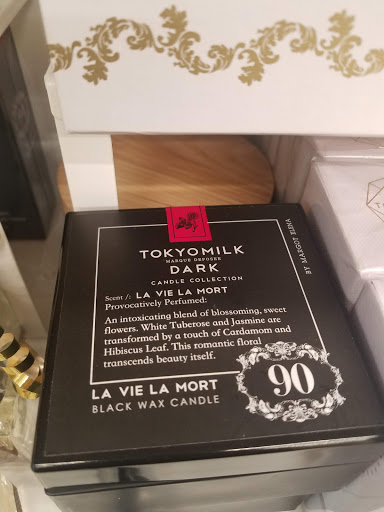 TOKYOMILK
MARQUE DEPOSEE
DARK
CANDLE COLLECTION
Scent /: LA VIE LA MORT
Provocatively Perfumed:
An intoxicating blend of blossoming, sweet
flowers. White Tuberose and Jasmine are
transformed by a touch of Cardamom and
Hibiscus Leaf. This romantic floral
transcends beauty itself.
LA VIE LA MORT
BLACK WAX CANDLE
90
BY MARGOT ELENA